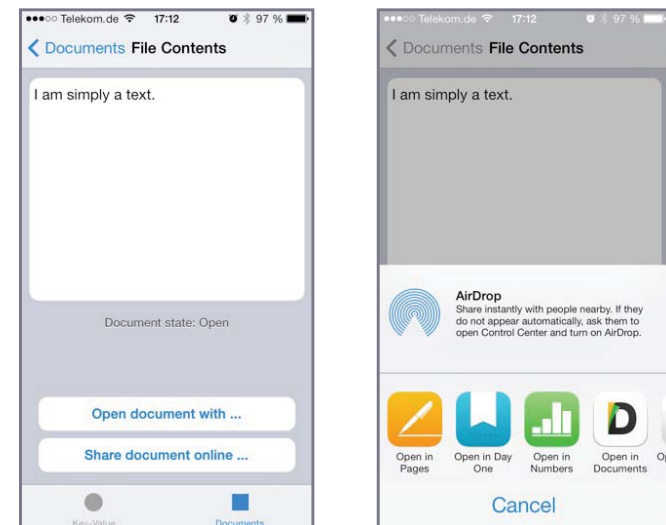 Telekom.de 17:12 97 %
Documents File Contents
I am simply a text.
Document state: Open
Open document with ...
Share document online ...
Key-Value
Documents
Telekom.de 17:12 97 %
Documents File Contents
I am simply a text.
AirDrop
Share instantly with people nearby. If they
do not appear automatically, ask them to
open Control Center and turn on AirDrop.
Open in
Pages
Open in Day
One
Open in
Numbers
Open in
Documents
Cancel